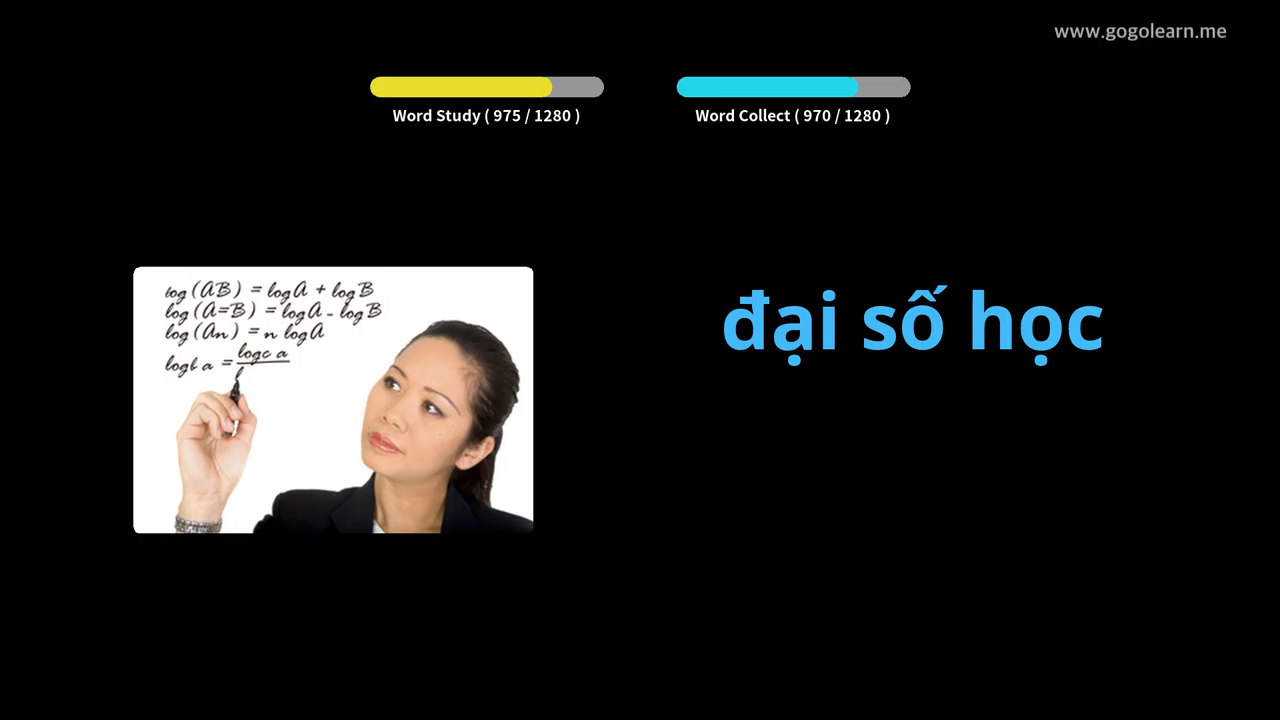 www.gogolearn.me
Word Study ( 975 / 1280 )
Word Collect ( 970 / 1280 )
log (AB) = log A + log B
log (A=B) = log A - log B
log (An) = n log A
logb a = logc a
đại số học